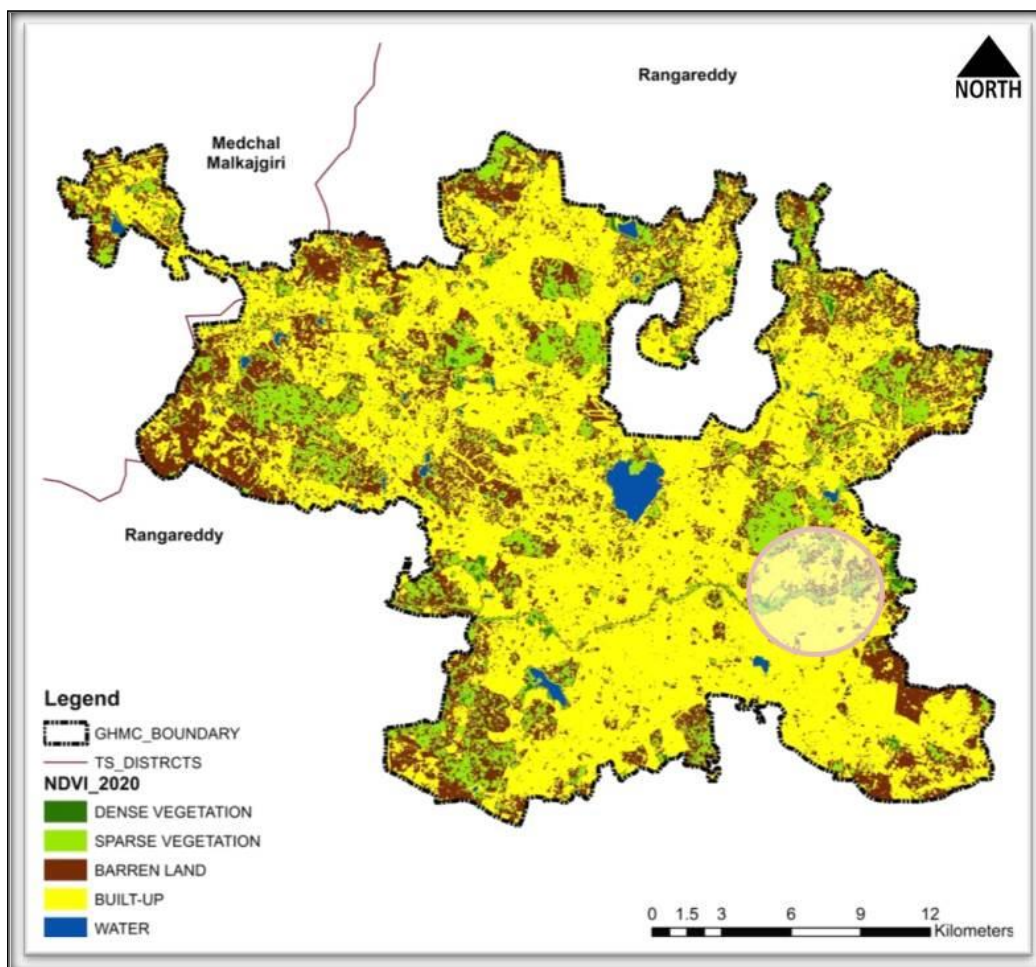 Rangareddy
NORTH
Medchal
Malkajgiri
Rangareddy
Legend
GHMC_BOUNDARY
TS_DISTRCTS
NDVI_2020
DENSE VEGETATION
SPARSE VEGETATION
BARREN LAND
BUILT-UP
WATER
0 1.5 3 6 9 12
Kilometers